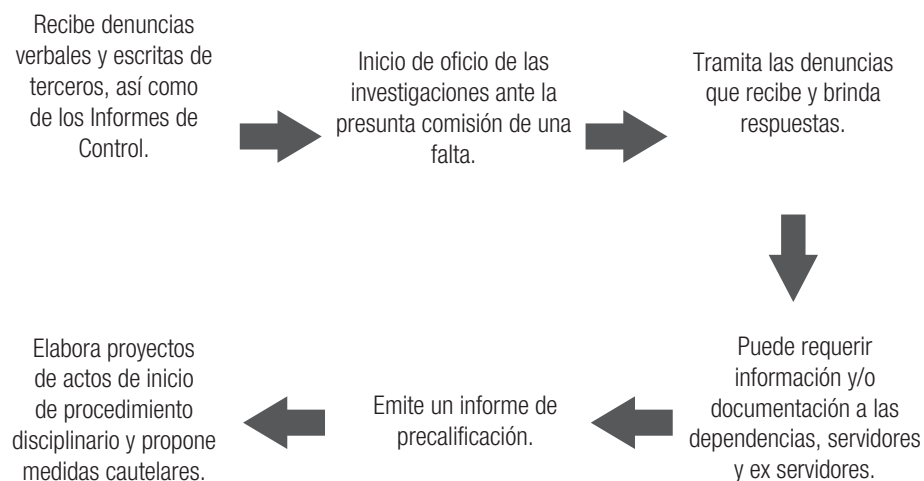 Recibe denuncias
verbales y escritas de
terceros, así como
de los Informes de
Control.
Inicio de oficio de las
investigaciones ante la
presunta comisión de una
falta.
Tramita las denuncias
que recibe y brinda
respuestas.
Puede requerir
información y/o
documentación a las
dependencias, servidores
y ex servidores.
Emite un informe de
precalificación.
Elabora proyectos
de actos de inicio
de procedimiento
disciplinario y propone
medidas cautelares.